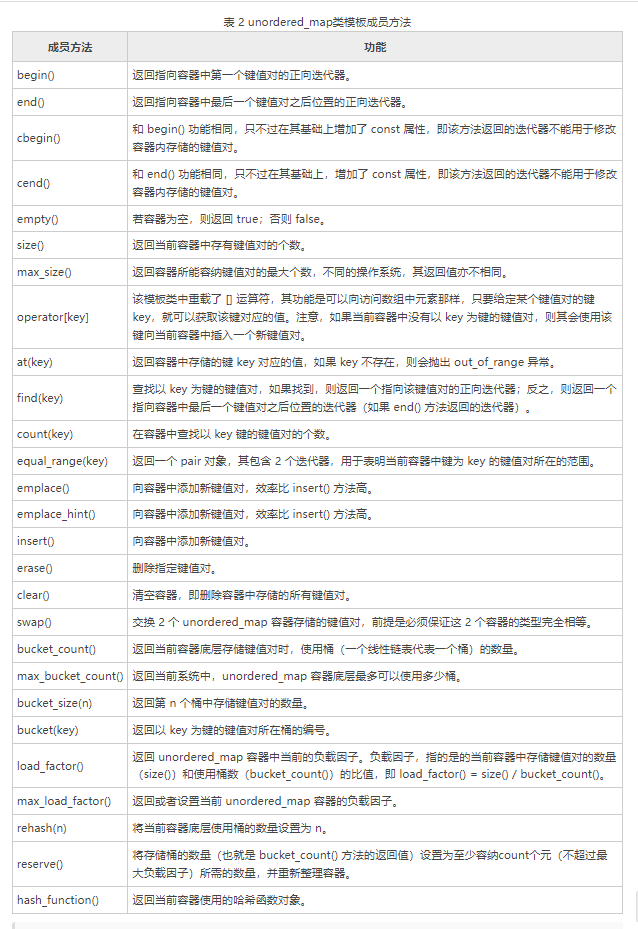 表 2 unordered_map类模板成员方法
成员方法 功能
begin() 返回指向容器中第一个键值对的正向迭代器。
end() 返回指向容器中最后一个键值对之后位置的正向迭代器。
cbegin() 和 begin() 功能相同，只不过在其基础上增加了 const 属性，即该方法返回的迭代器不能用于修改
容器内存储的键值对。
cend() 和 end() 功能相同，只不过在其基础上，增加了 const 属性，即该方法返回的迭代器不能用于修改
容器内存储的键值对。
empty() 若容器为空，则返回 true；否则 false。
size() 返回当前容器中存有键值对的个数。
max_size() 返回容器所能容纳键值对的最大个数，不同的操作系统，其返回值亦不相同。
operator[key] 该模板类中重载了 [] 运算符，其功能是可以向访问数组中元素那样，只要给定某个键值对的键
key，就可以获取该键对应的值。注意，如果当前容器中没有以 key 为键的键值对，则其会使用该
键向当前容器中插入一个新键值对。
at(key) 返回容器中存储的键 key 对应的值，如果 key 不存在，则会抛出 out_of_range 异常。
find(key) 查找以 key 为键的键值对，如果找到，则返回一个指向该键值对的正向迭代器；反之，则返回一个
指向容器中最后一个键值对之后位置的迭代器（如果 end() 方法返回的迭代器）。
count(key) 在容器中查找以 key 键的键值对的个数。
equal_range(key) 返回一个 pair 对象，其包含 2 个迭代器，用于表明当前容器中键为 key 的键值对所在的范围。
emplace() 向容器中添加新键值对，效率比 insert() 方法高。
emplace_hint() 向容器中添加新键值对，效率比 insert() 方法高。
insert() 向容器中添加新键值对。
erase() 删除指定键值对。
clear() 清空容器，即删除容器中存储的所有键值对。
swap() 交换 2 个 unordered_map 容器存储的键值对，前提是必须保证这 2 个容器的类型完全相等。
bucket_count() 返回当前容器底层存储键值对时，使用桶（一个线性链表代表一个桶）的数量。
max_bucket_count() 返回当前系统中，unordered_map 容器底层最多可以使用多少桶。
bucket_size(n) 返回第 n 个桶中存储键值对的数量。
bucket(key) 返回以 key 为键的键值对所在桶的编号。
load_factor() 返回 unordered_map 容器中当前的负载因子。负载因子，指的是的当前容器中存储键值对的数量
（size()）和使用桶数（bucket_count()）的比值，即 load_factor() = size() / bucket_count()。
max_load_factor() 返回或者设置当前 unordered_map 容器的负载因子。
rehash(n) 将当前容器底层使用桶的数量设置为 n。
reserve() 将存储桶的数量（也就是 bucket_count() 方法的返回值）设置为至少容纳count个元（不超过最
大负载因子）所需的数量，并重新整理容器。
hash_function() 返回当前容器使用的哈希函数对象。